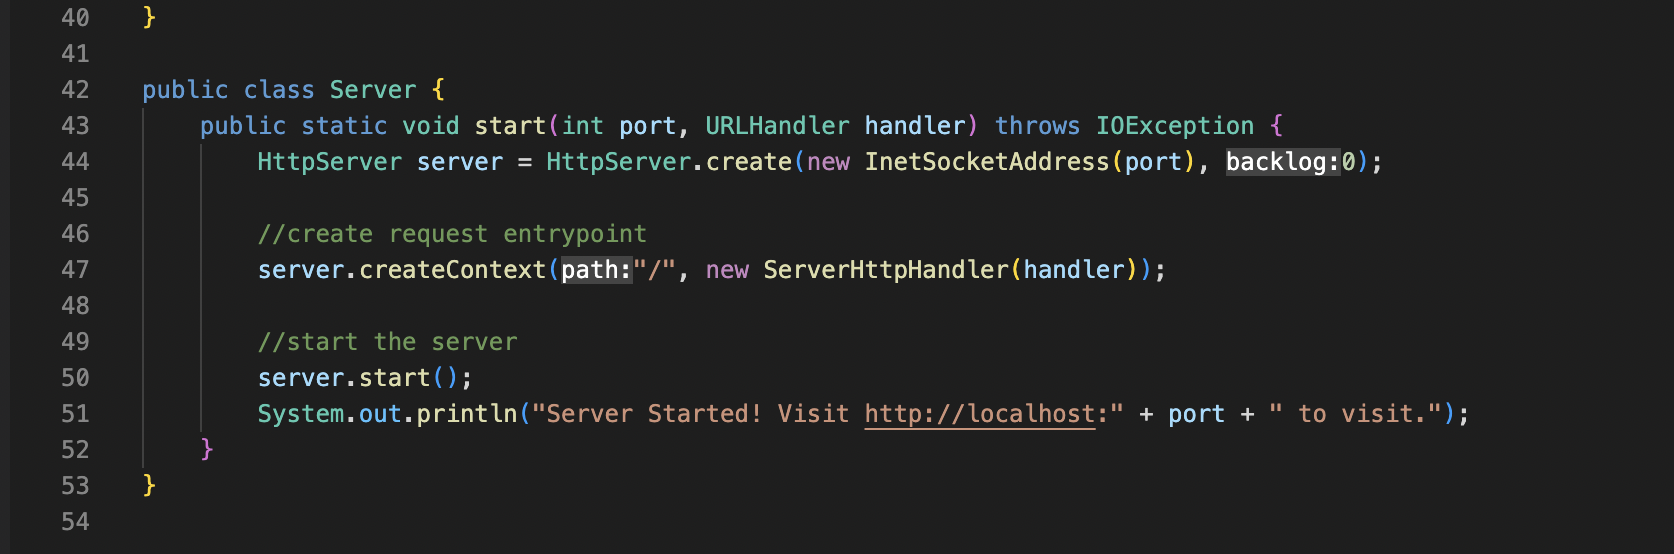 40 }
41
42 public class Server {
43 public static void start(int port, URLHandler handler) throws IOException {
44 HttpServer server = HttpServer.create(new InetSocketAddress(port), backlog:0);
45
46 //create request entrypoint
47 server.createContext(path:"/", new ServerHttpHandler(handler));
48
49 //start the server
50 server.start();
51 System.out.println("Server Started! Visit http://localhost:" + port + " to visit.");
52 }
53 }
54